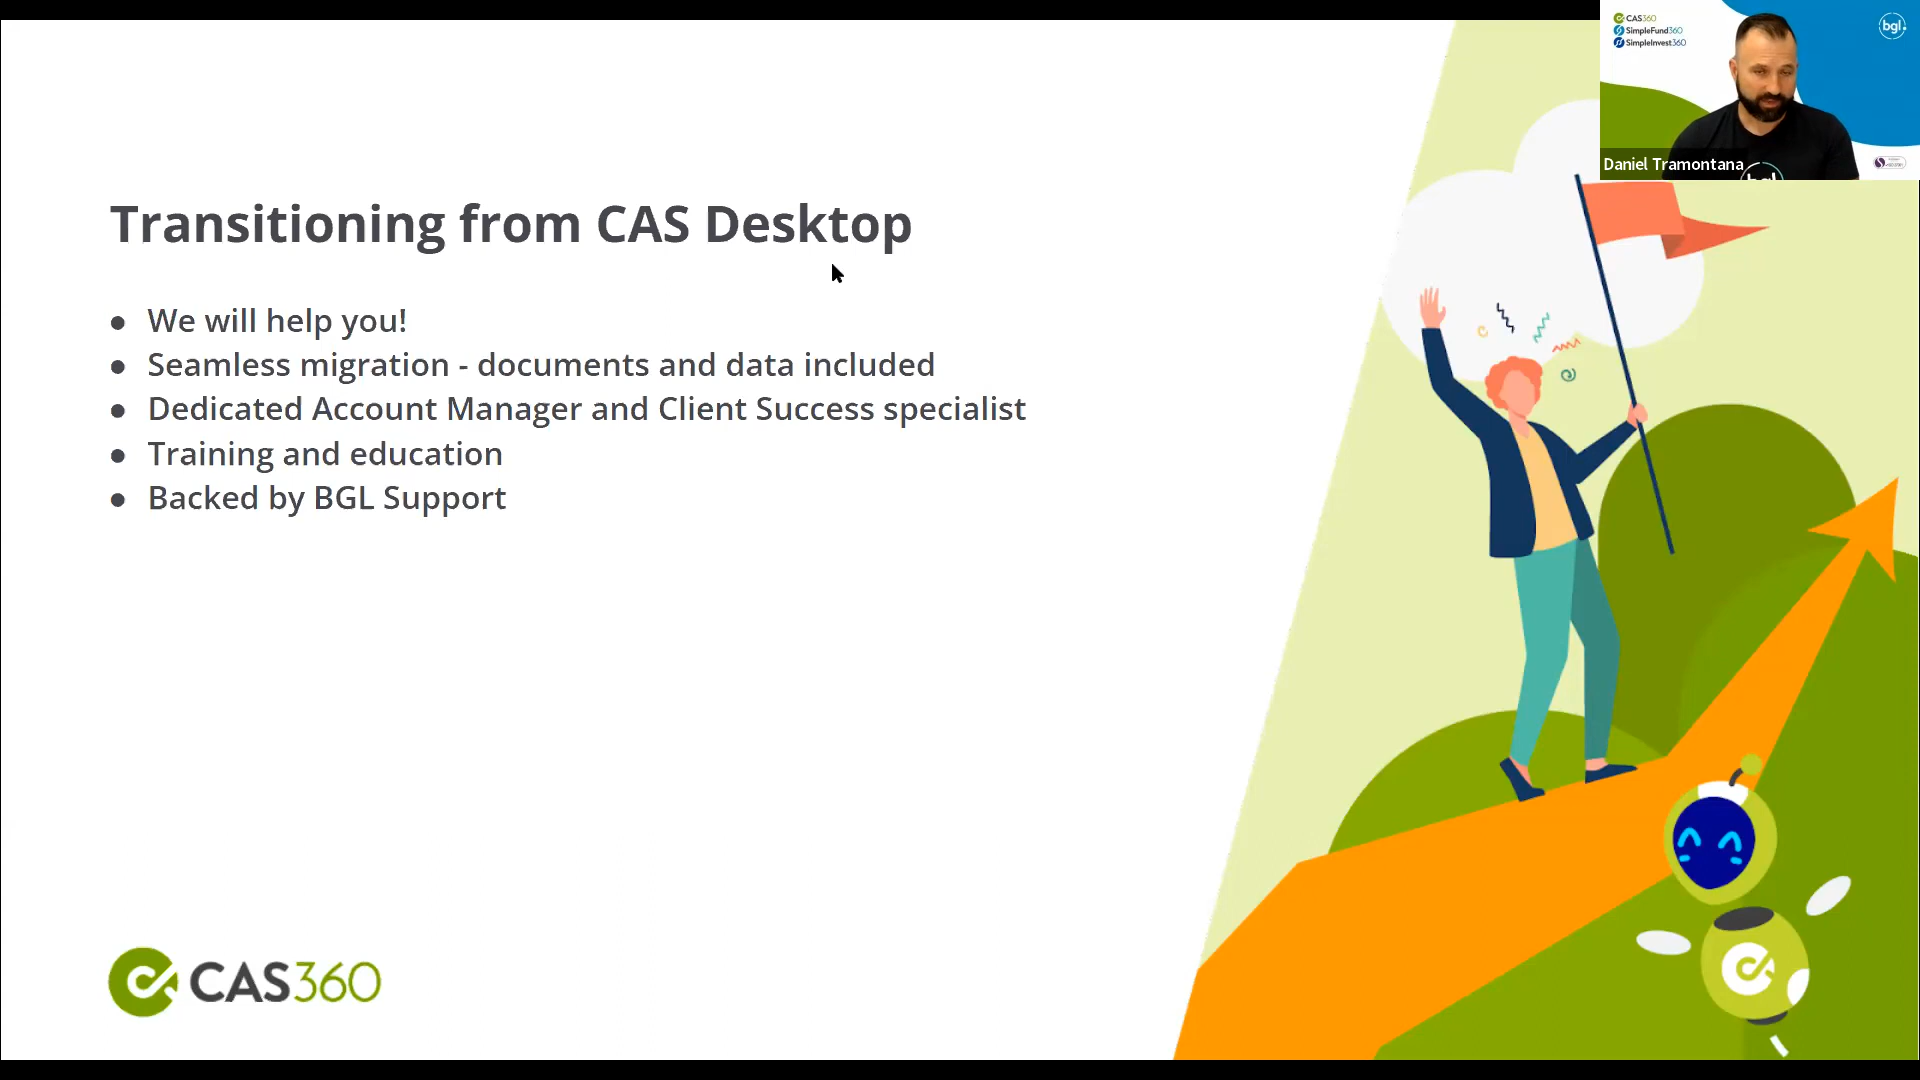 CAS360
SimpleFund360
SimpleInvest360
bgl.
Daniel Tramontana
bgl
Transitioning from CAS Desktop
● We will help you!
● Seamless migration - documents and data included
● Dedicated Account Manager and Client Success specialist
● Training and education
● Backed by BGL Support
CAS360